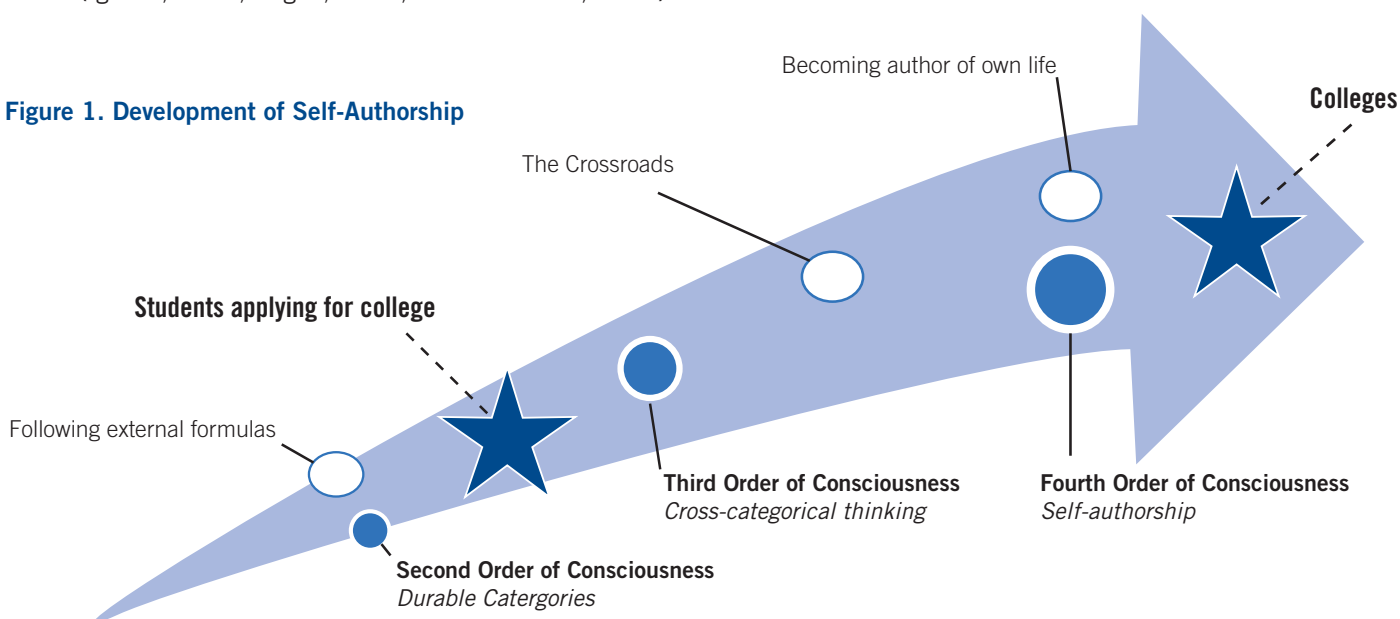 Becoming author of own life
Colleges
Figure 1. Development of Self-Authorship
The Crossroads
Students applying for college
Following external formulas
Third Order of Consciousness
Cross-categorical thinking
Fourth Order of Consciousness
Self-authorship
Second Order of Consciousness
Durable Catergories